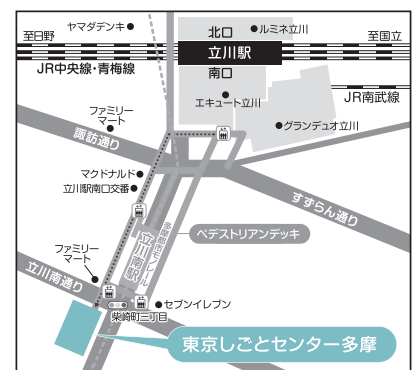 ヤマダデンキ
北口
ルミネ立川
至日野
立川駅
至国立
JR中央線・青梅線
南口
JR南武線
エキュート立川
ファミリー
マート
グランデュオ立川
諏訪通り
マクドナルド
立川駅南口交番
すずらん通り
多摩都市モノレール
立川南駅
ペデストリアンデッキ
ファミリー
マート
立川南通り
セブンイレブン
柴崎町三丁目
東京しごとセンター多摩